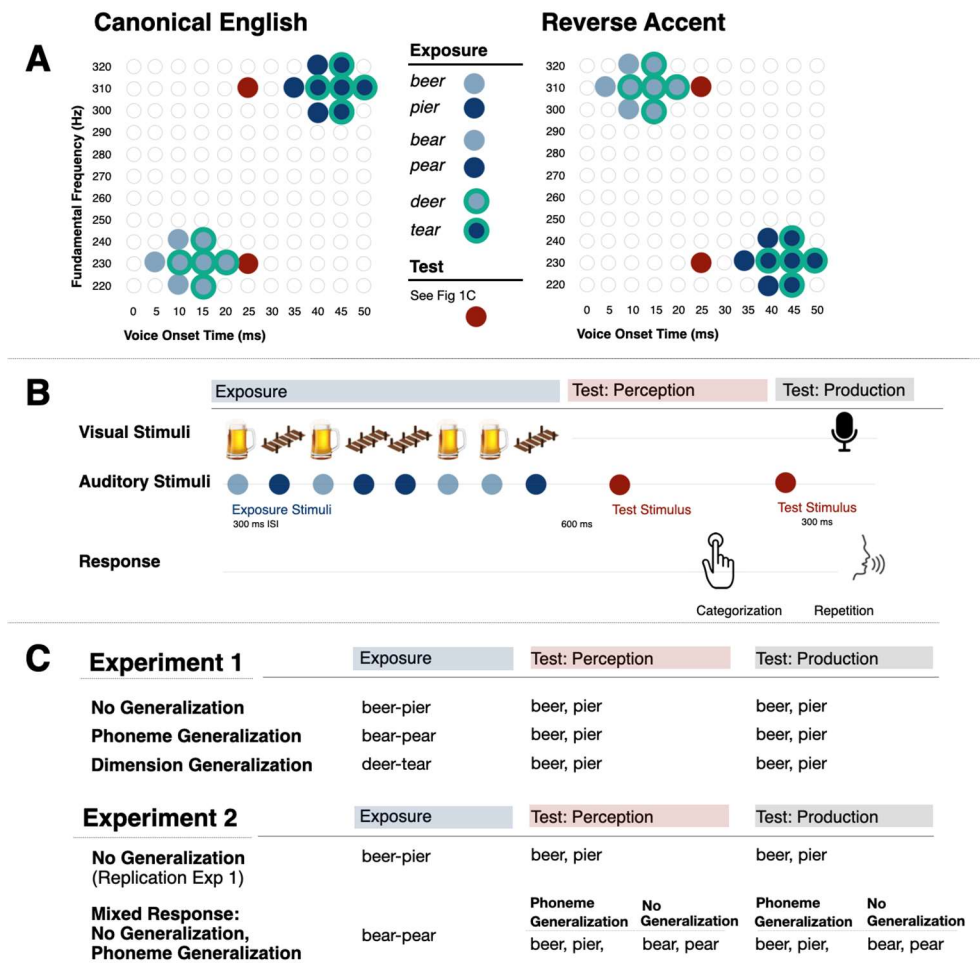 Canonical English
Reverse Accent
A
Fundamental Frequency (Hz)
320
310
300
290
280
270
260
250
240
230
220
0 5 10 15 20 25 30 35 40 45 50
Voice Onset Time (ms)
Exposure
beer
pier
bear
pear
deer
tear
Test
See Fig 1C
320
310
300
290
280
270
260
250
240
230
220
0 5 10 15 20 25 30 35 40 45 50
Voice Onset Time (ms)
B
Exposure Test: Perception Test: Production
Visual Stimuli
Auditory Stimuli
Exposure Stimuli Test Stimulus Test Stimulus
300 ms ISI 600 ms 300 ms
Response
Categorization Repetition
C
Experiment 1 Exposure Test: Perception Test: Production
No Generalization beer-pier beer, pier beer, pier
Phoneme Generalization bear-pear beer, pier beer, pier
Dimension Generalization deer-tear beer, pier beer, pier
Experiment 2 Exposure Test: Perception Test: Production
No Generalization beer-pier beer, pier beer, pier
(Replication Exp 1)
Mixed Response: Phoneme No Phoneme No
No Generalization, Generalization Generalization Generalization Generalization
Phoneme Generalization bear-pear beer, pier, bear, pear beer, pier, bear, pear